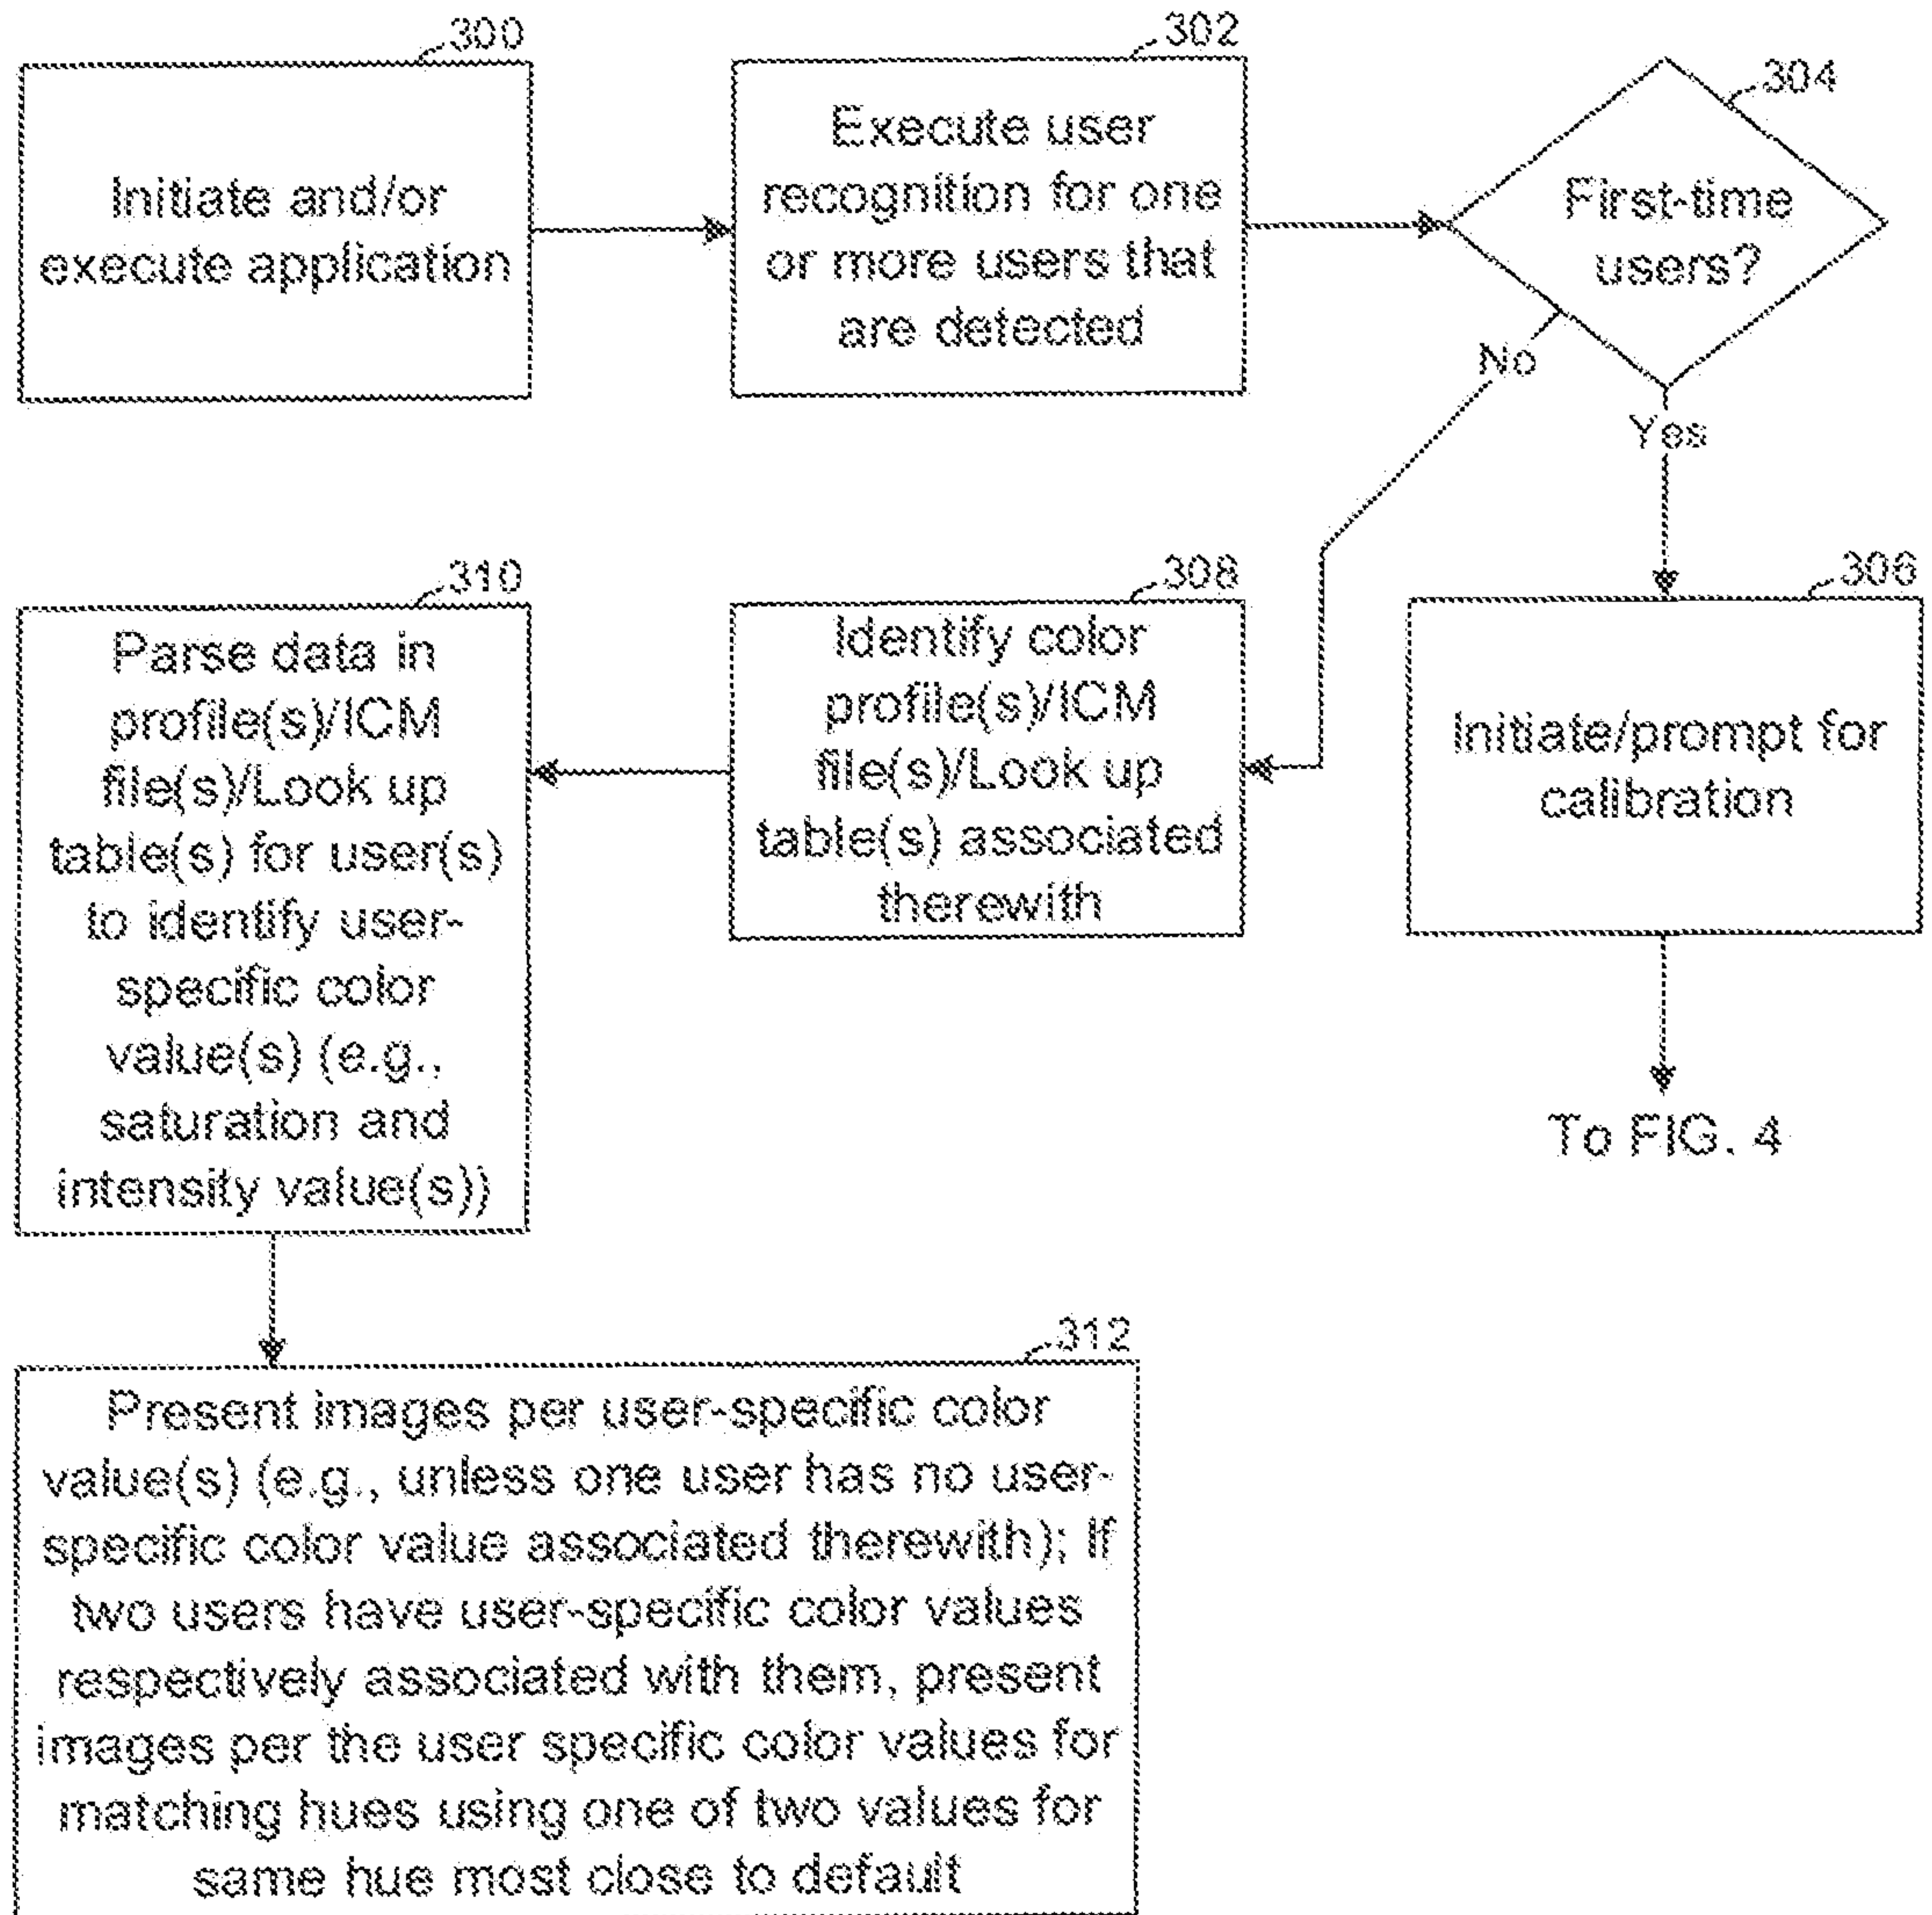 300
Initiate and/or
execute application
302
Execute user
recognition for one
or more users that
are detected
304
First-time
users?
No
Yes
306
Initiate/prompt for
calibration
To FIG. 4
308
Identify color
profile(s)/ICM
file(s)/Look up
table(s) associated
therewith
310
Parse data in
profile(s)/ICM
file(s)/Look up
table(s) for user(s)
to identify user-
specific color
value(s) (e.g.,
saturation and
intensity value(s))
312
Present images per user-specific color
value(s) (e.g., unless one user has no user-
specific color value associated therewith); If
two users have user-specific color values
respectively associated with them, present
images per the user specific color values for
matching hues using one of two values for
same hue most close to default